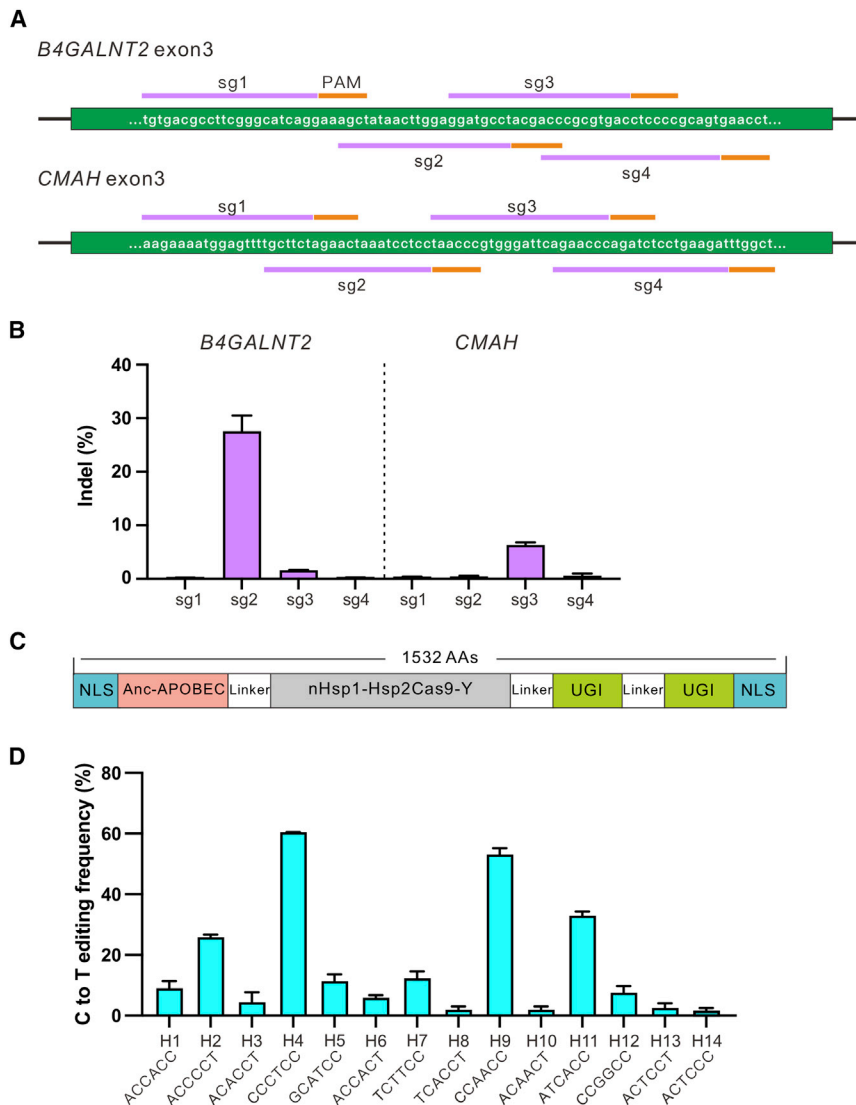 A
B4GALNT2 exon3
sg1 PAM sg3
...tgtgacgccttcgggcatcaggaaagctataacttggaggatgcctacgacccgcgtgacctccccgcagtgaacct...
sg2 sg4
CMAH exon3
sg1 sg3
...aagaaaatggagttttgcttctagaactaaatcctcctaacccgtgggattcagaacccagatctcctgaagatttggct...
sg2 sg4
B
B4GALNT2 CMAH
Indel (%)
40
30
20
10
0
sg1 sg2 sg3 sg4 sg1 sg2 sg3 sg4
C
1532 AAs
NLS Anc-APOBEC Linker nHsp1-Hsp2Cas9-Y Linker UGI Linker UGI NLS
D
C to T editing frequency (%)
80
60
40
20
0
H1 H2 H3 H4 H5 H6 H7 H8 H9 H10 H11 H12 H13 H14
ACCACC ACCCCT ACACCT CCCTCC GCATCC ACCACT TCTTCC TCACCT CCAACC ACAACT ATCACC CCGGCC ACTCCT ACTCCC